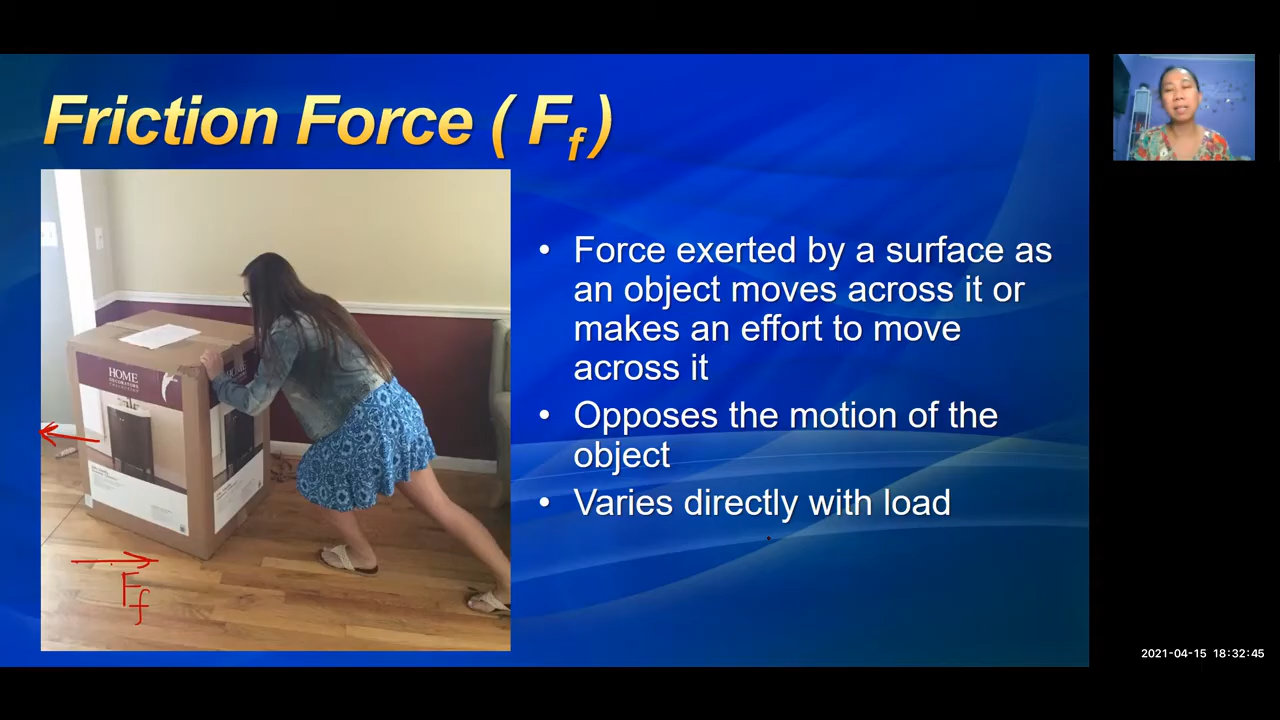 Friction Force ( Ff )
• Force exerted by a surface as
an object moves across it or
makes an effort to move
across it
• Opposes the motion of the
object
• Varies directly with load
HOME
DECORATORS
COLLECTION
HOME
Ff
2021-04-15 18:32:45